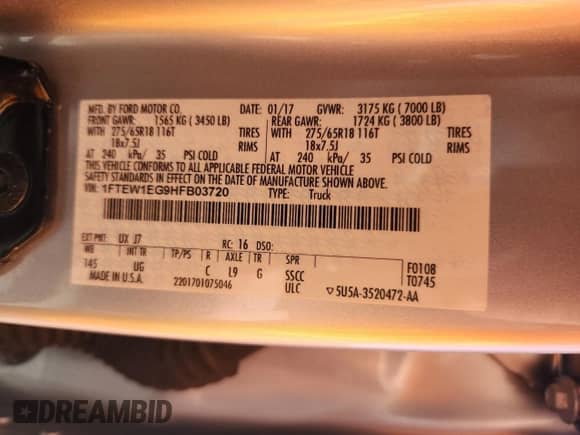 MFD. BY FORD MOTOR CO. DATE: 01/17 GVWR: 3175 KG ( 7000 LB)
FRONT GAWR: 1565 KG ( 3450 LB) REAR GAWR: 1724 KG ( 3800 LB)
WITH 275/65R18 116T TIRES WITH 275/65R18 116T TIRES
18x7.5J RIMS 18x7.5J RIMS
AT 240 kPa/ 35 PSI COLD AT 240 kPa/ 35 PSI COLD
THIS VEHICLE CONFORMS TO ALL APPLICABLE FEDERAL MOTOR VEHICLE
SAFETY STANDARDS IN EFFECT ON THE DATE OF MANUFACTURE SHOWN ABOVE.
VIN: 1FTEW1EG9HFB03720 TYPE: Truck
EXT PNT: UX J7 RC: 16 DSO:
WB INT TR TP/PS R AXLE TR SPR
145 UG C L9 G SSCC F0108
MADE IN U.S.A. 2201701075046 ULC ▽ 5U5A-3520472-AA T0745
DREAMBID